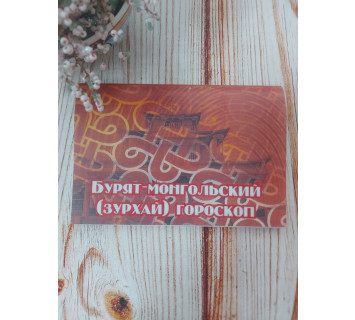 Бурят-монгольский
(зурхай) гороскоп